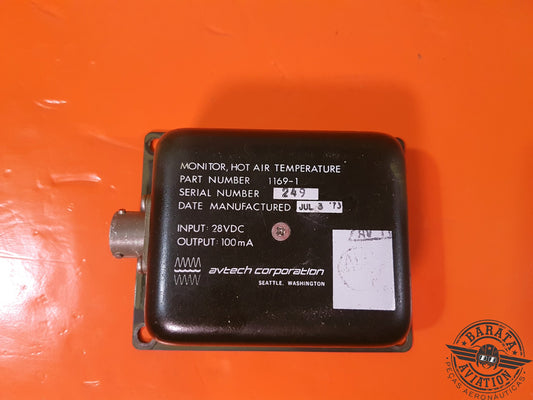 MONITOR, HOT AIR TEMPERATURE
PART NUMBER 1169-1
SERIAL NUMBER 249
DATE MANUFACTURED JUL 3 '73
INPUT: 28VDC
OUTPUT: 100mA
avtech corporation
SEATTLE, WASHINGTON
BARATA
AVIATION
PEÇAS AERONÁUTICAS